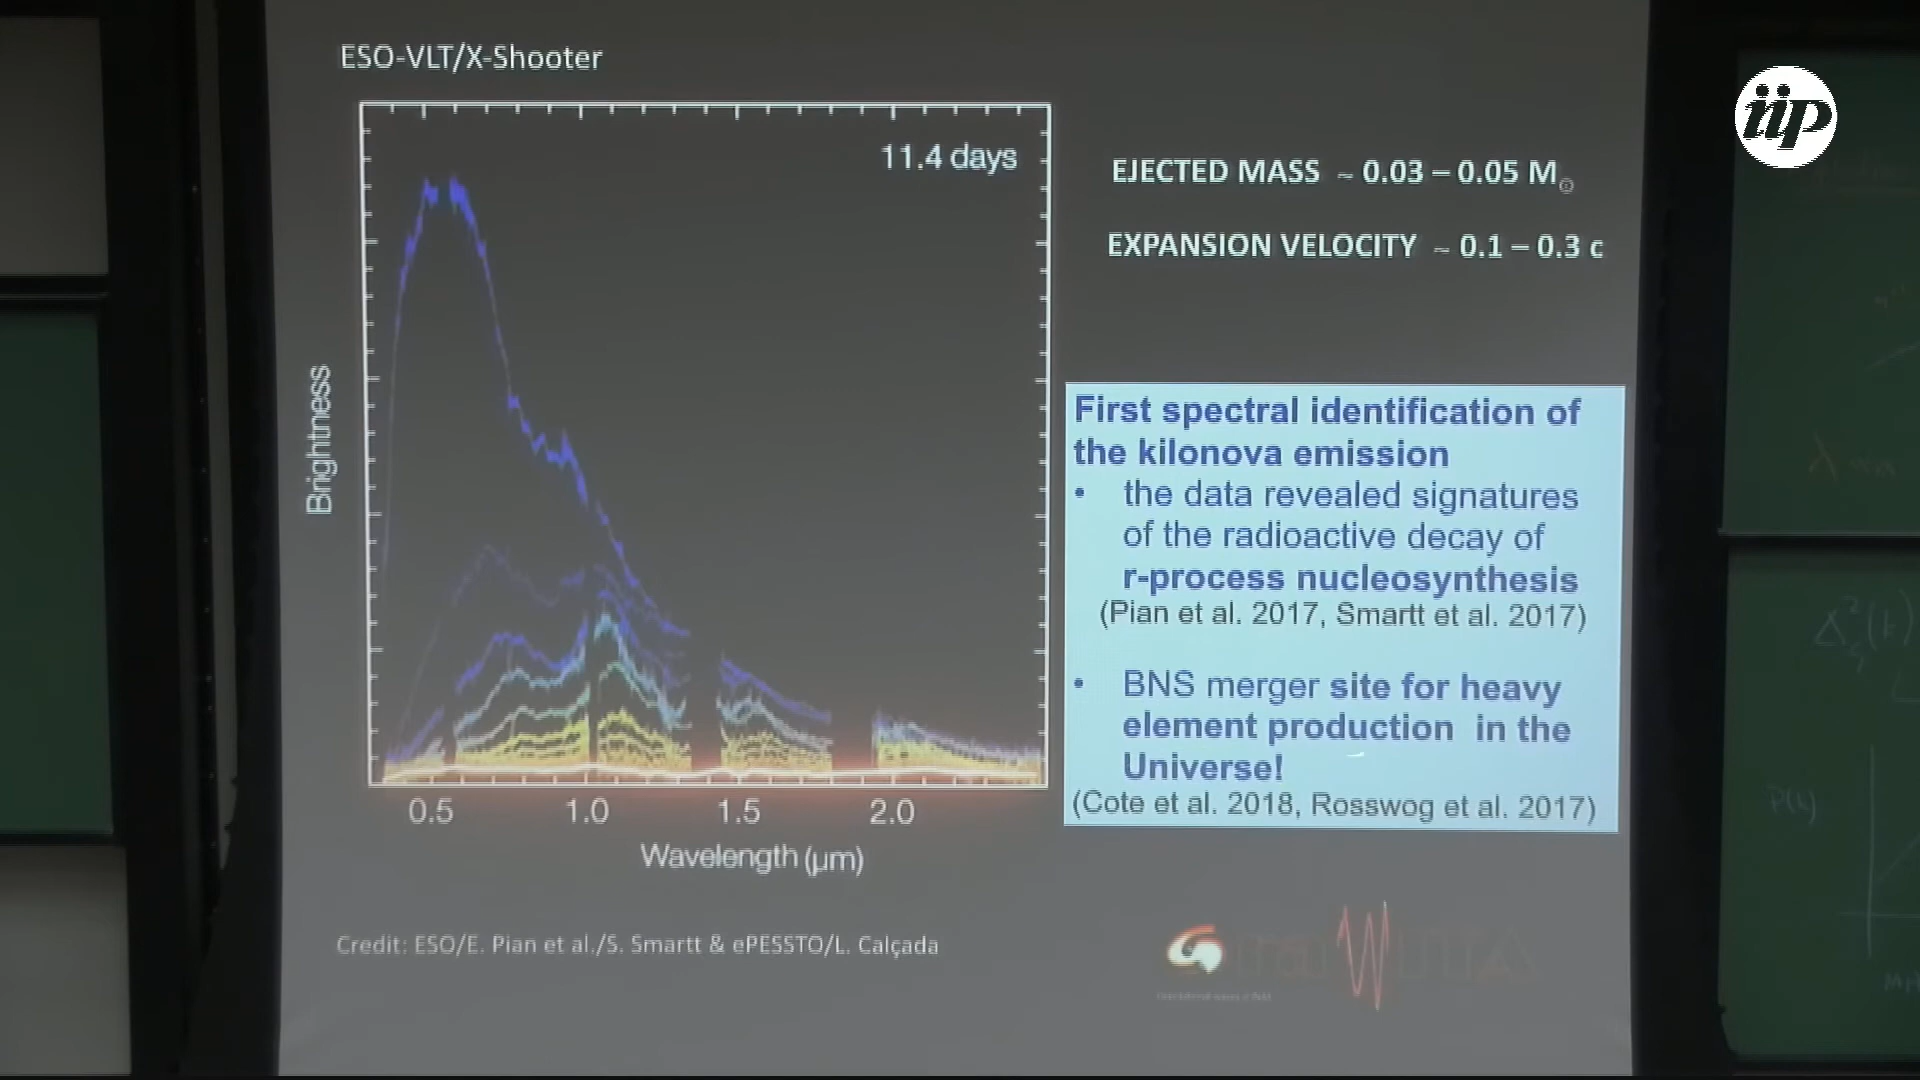 ESO-VLT/X-Shooter
11.4 days
Brightness
0.5 1.0 1.5 2.0
Wavelength (μm)
Credit: ESO/E. Pian et al./S. Smartt & ePESSTO/L. Calçada
EJECTED MASS ~ 0.03 – 0.05 M☉
EXPANSION VELOCITY ~ 0.1 – 0.3 c
First spectral identification of
the kilonova emission
• the data revealed signatures
of the radioactive decay of
r-process nucleosynthesis
(Pian et al. 2017, Smartt et al. 2017)
• BNS merger site for heavy
element production in the
Universe!
(Cote et al. 2018, Rosswog et al. 2017)
iip
P(k)